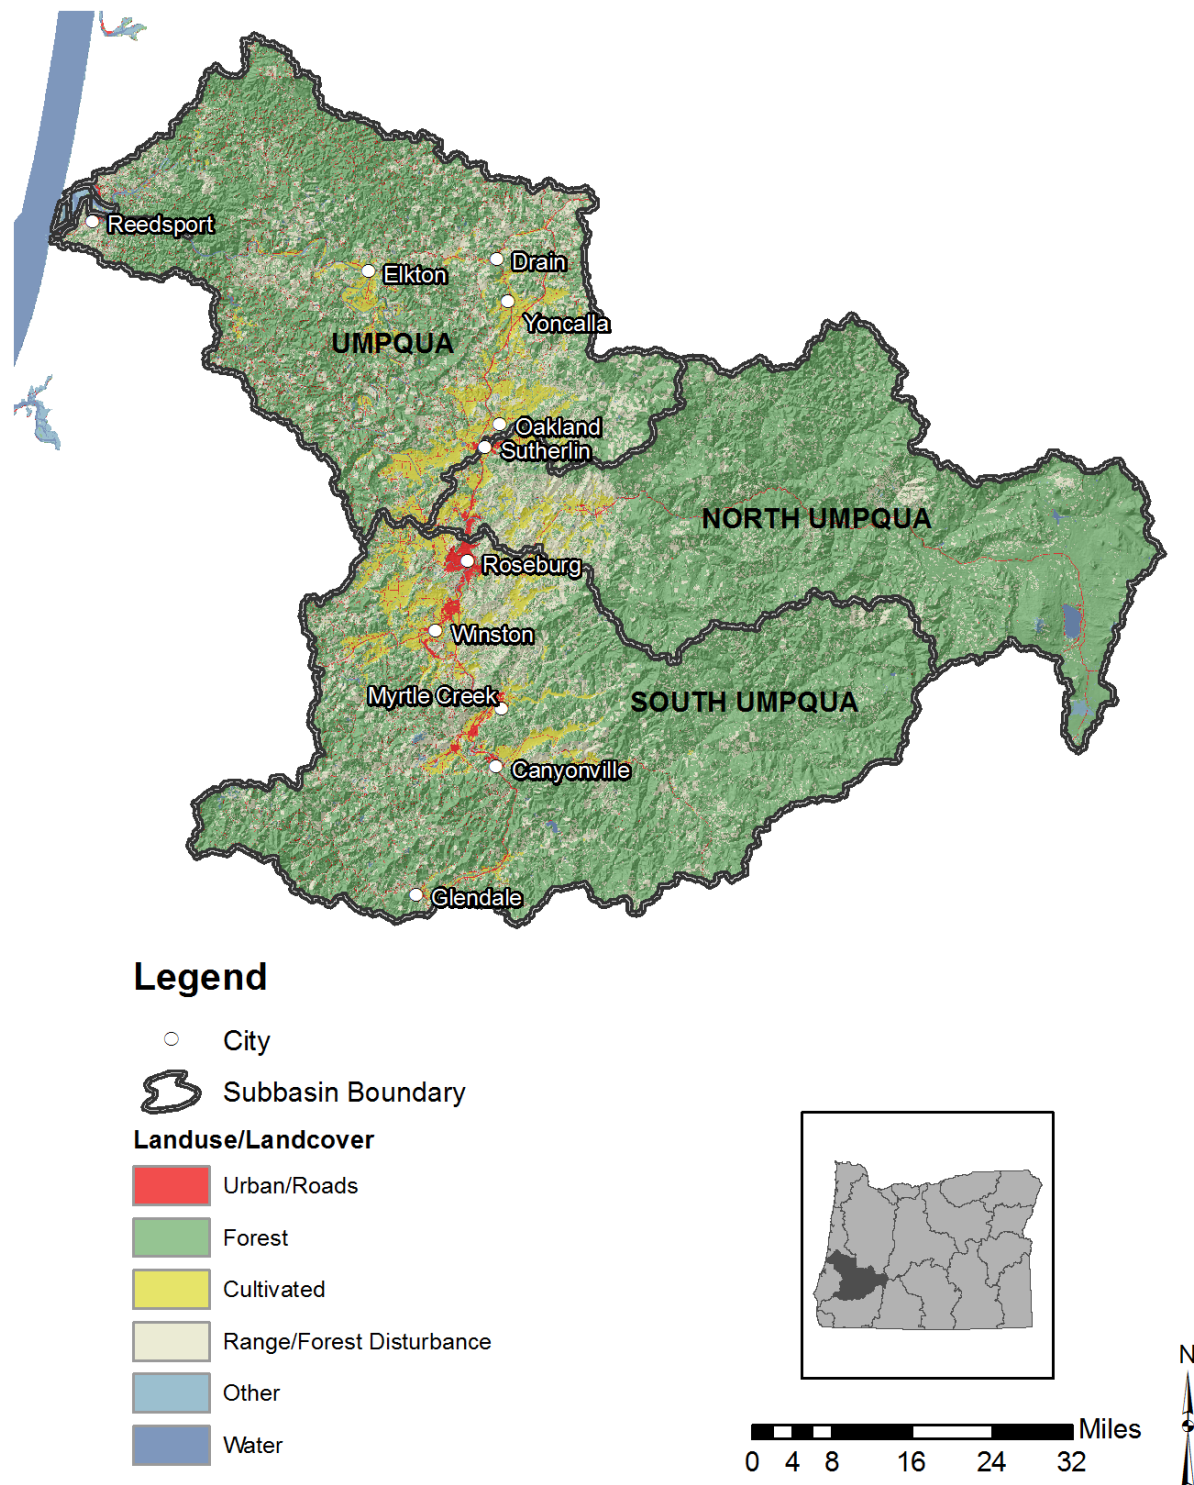 Reedsport
Elkton
Drain
Yoncalla
UMPQUA
Oakland
Sutherlin
NORTH UMPQUA
Roseburg
Winston
Myrtle Creek
SOUTH UMPQUA
Canyonville
Glendale
Legend
City
Subbasin Boundary
Landuse/Landcover
Urban/Roads
Forest
Cultivated
Range/Forest Disturbance
Other
Water
N
Miles
0 4 8 16 24 32